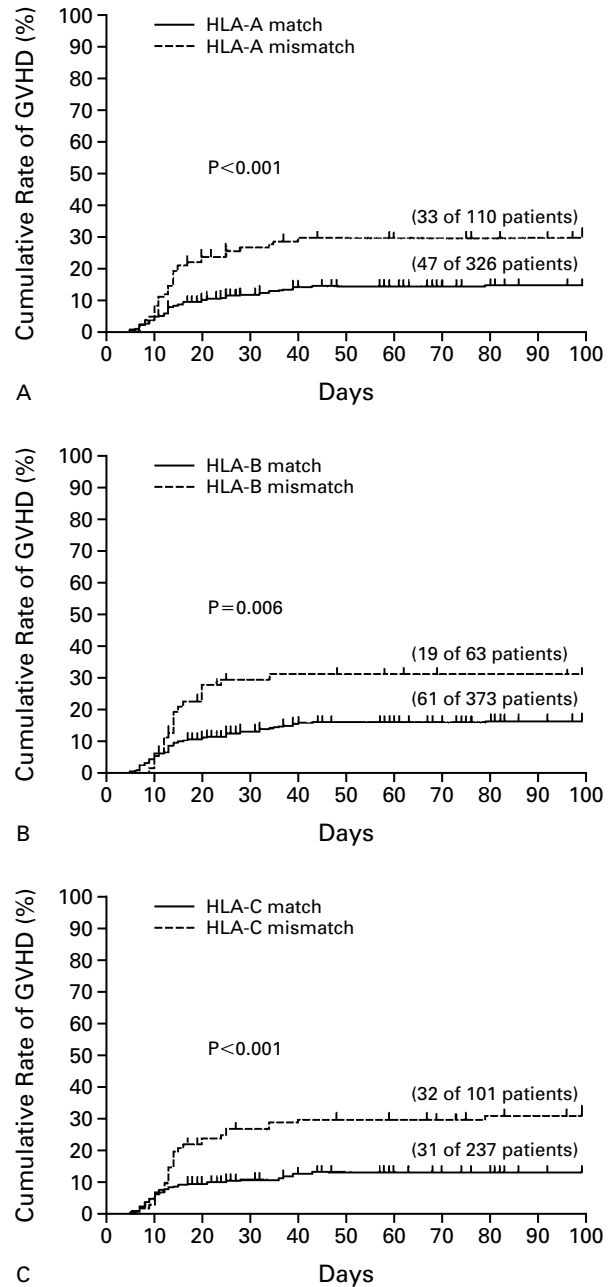 HLA-A match
HLA-A mismatch
Cumulative Rate of GVHD (%)
100
90
80
70
60
50
40
30
20
10
0
P<0.001
(33 of 110 patients)
(47 of 326 patients)
0 10 20 30 40 50 60 70 80 90 100
A
Days
HLA-B match
HLA-B mismatch
Cumulative Rate of GVHD (%)
100
90
80
70
60
50
40
30
20
10
0
P=0.006
(19 of 63 patients)
(61 of 373 patients)
0 10 20 30 40 50 60 70 80 90 100
B
Days
HLA-C match
HLA-C mismatch
Cumulative Rate of GVHD (%)
100
90
80
70
60
50
40
30
20
10
0
P<0.001
(32 of 101 patients)
(31 of 237 patients)
0 10 20 30 40 50 60 70 80 90 100
Days
C